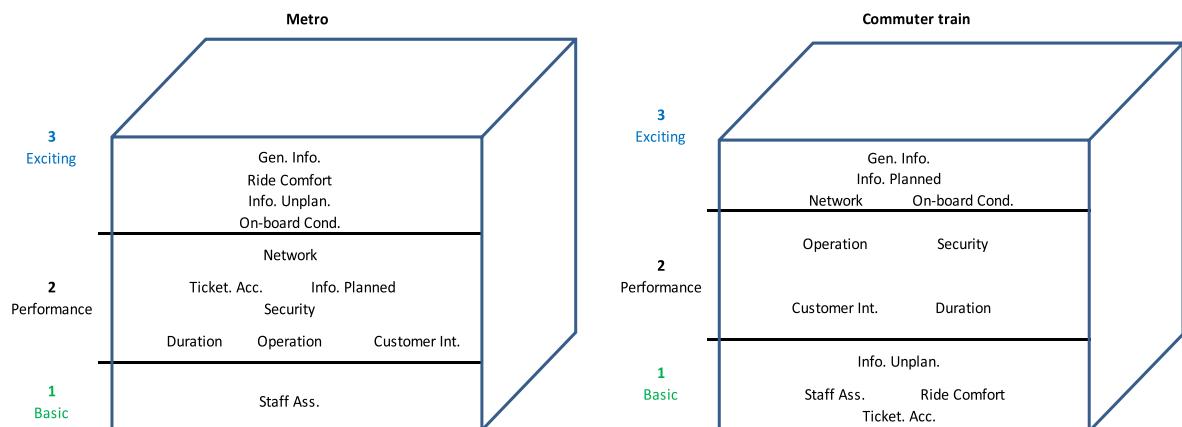 Metro
3
Exciting
Gen. Info.
Ride Comfort
Info. Unplan.
On-board Cond.
2
Performance
Network
Ticket. Acc. Info. Planned
Security
Duration Operation Customer Int.
1
Basic
Staff Ass.
Commuter train
3
Exciting
Gen. Info.
Info. Planned
Network On-board Cond.
2
Performance
Operation Security
Customer Int. Duration
1
Basic
Info. Unplan.
Staff Ass. Ride Comfort
Ticket. Acc.